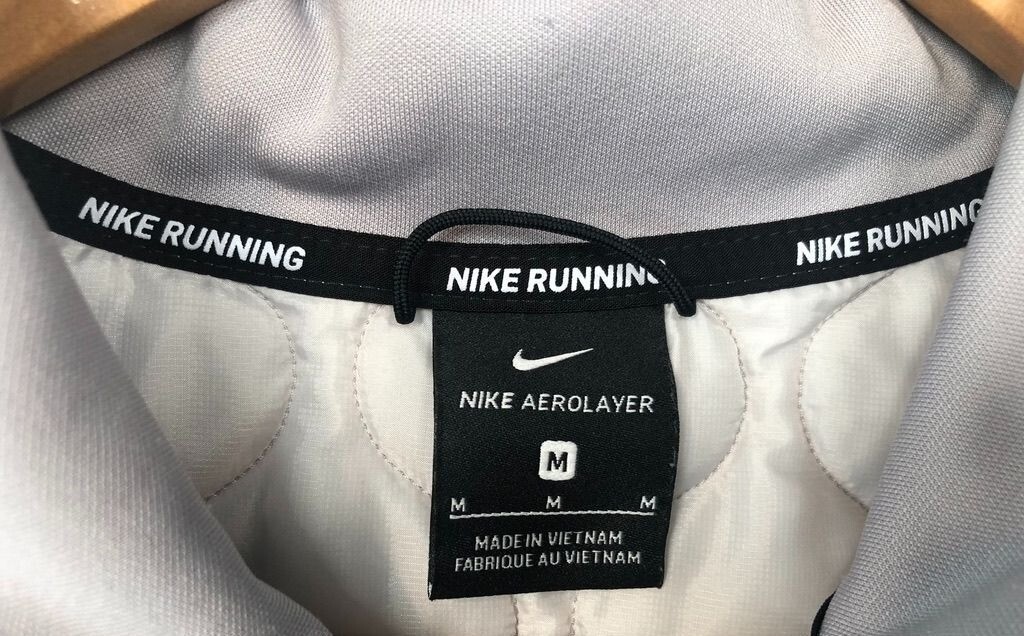 NIKE RUNNING
NIKE RUNNING
NIKE RUNNING
NIKE AEROLAYER
M
M M M
MADE IN VIETNAM
FABRIQUE AU VIETNAM